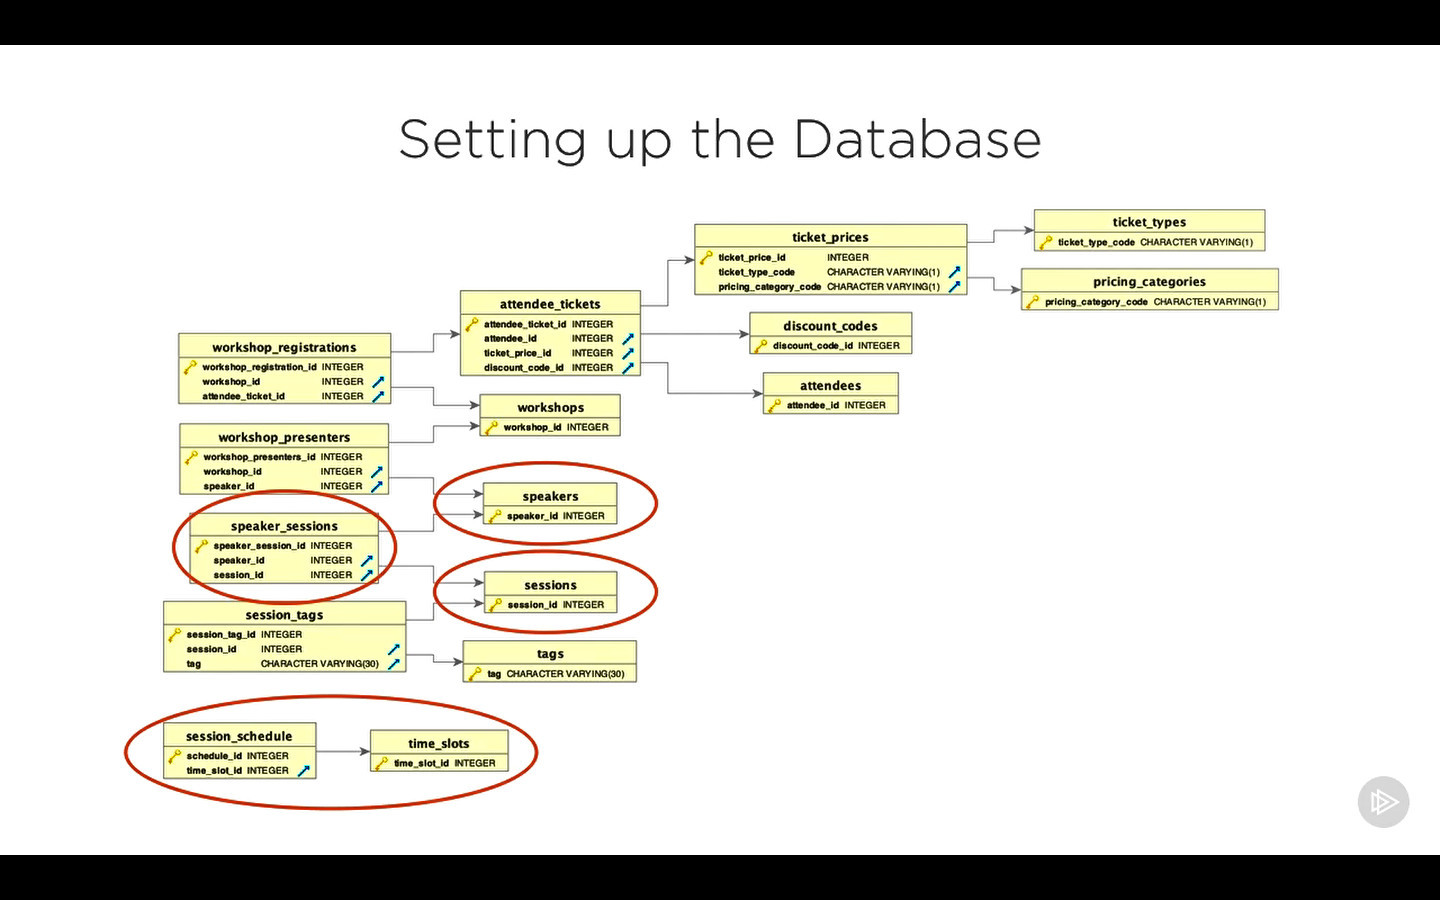 Setting up the Database
ticket_types
ticket_type_code CHARACTER VARYING(1)
ticket_prices
ticket_price_id INTEGER
ticket_type_code CHARACTER VARYING(1)
pricing_category_code CHARACTER VARYING(1)
pricing_categories
pricing_category_code CHARACTER VARYING(1)
attendee_tickets
attendee_ticket_id INTEGER
attendee_id INTEGER
ticket_price_id INTEGER
discount_code_id INTEGER
discount_codes
discount_code_id INTEGER
attendees
attendee_id INTEGER
workshop_registrations
workshop_registration_id INTEGER
workshop_id INTEGER
attendee_ticket_id INTEGER
workshops
workshop_id INTEGER
workshop_presenters
workshop_presenters_id INTEGER
workshop_id INTEGER
speaker_id INTEGER
speakers
speaker_id INTEGER
speaker_sessions
speaker_session_id INTEGER
speaker_id INTEGER
session_id INTEGER
sessions
session_id INTEGER
session_tags
session_tag_id INTEGER
session_id INTEGER
tag CHARACTER VARYING(30)
tags
tag CHARACTER VARYING(30)
session_schedule
schedule_id INTEGER
time_slot_id INTEGER
time_slots
time_slot_id INTEGER